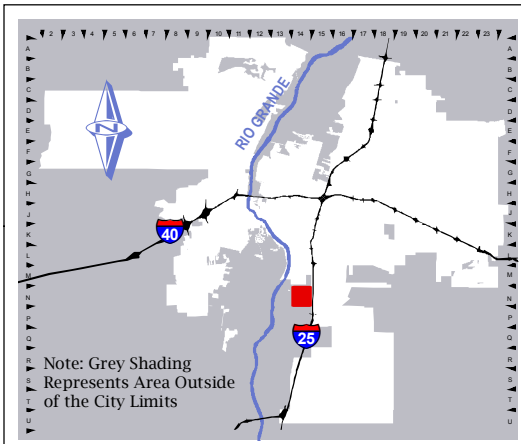 2 3 4 5 6 7 8 9 10 11 12 13 14 15 16 17 18 19 20 21 22 23
A A
B B
C C
D D
E E
F F
G G
H H
J J
K K
L L
M M
N N
P P
Q Q
R R
S S
T T
U U
N
RIO GRANDE
40
25
Note: Grey Shading
Represents Area Outside
of the City Limits